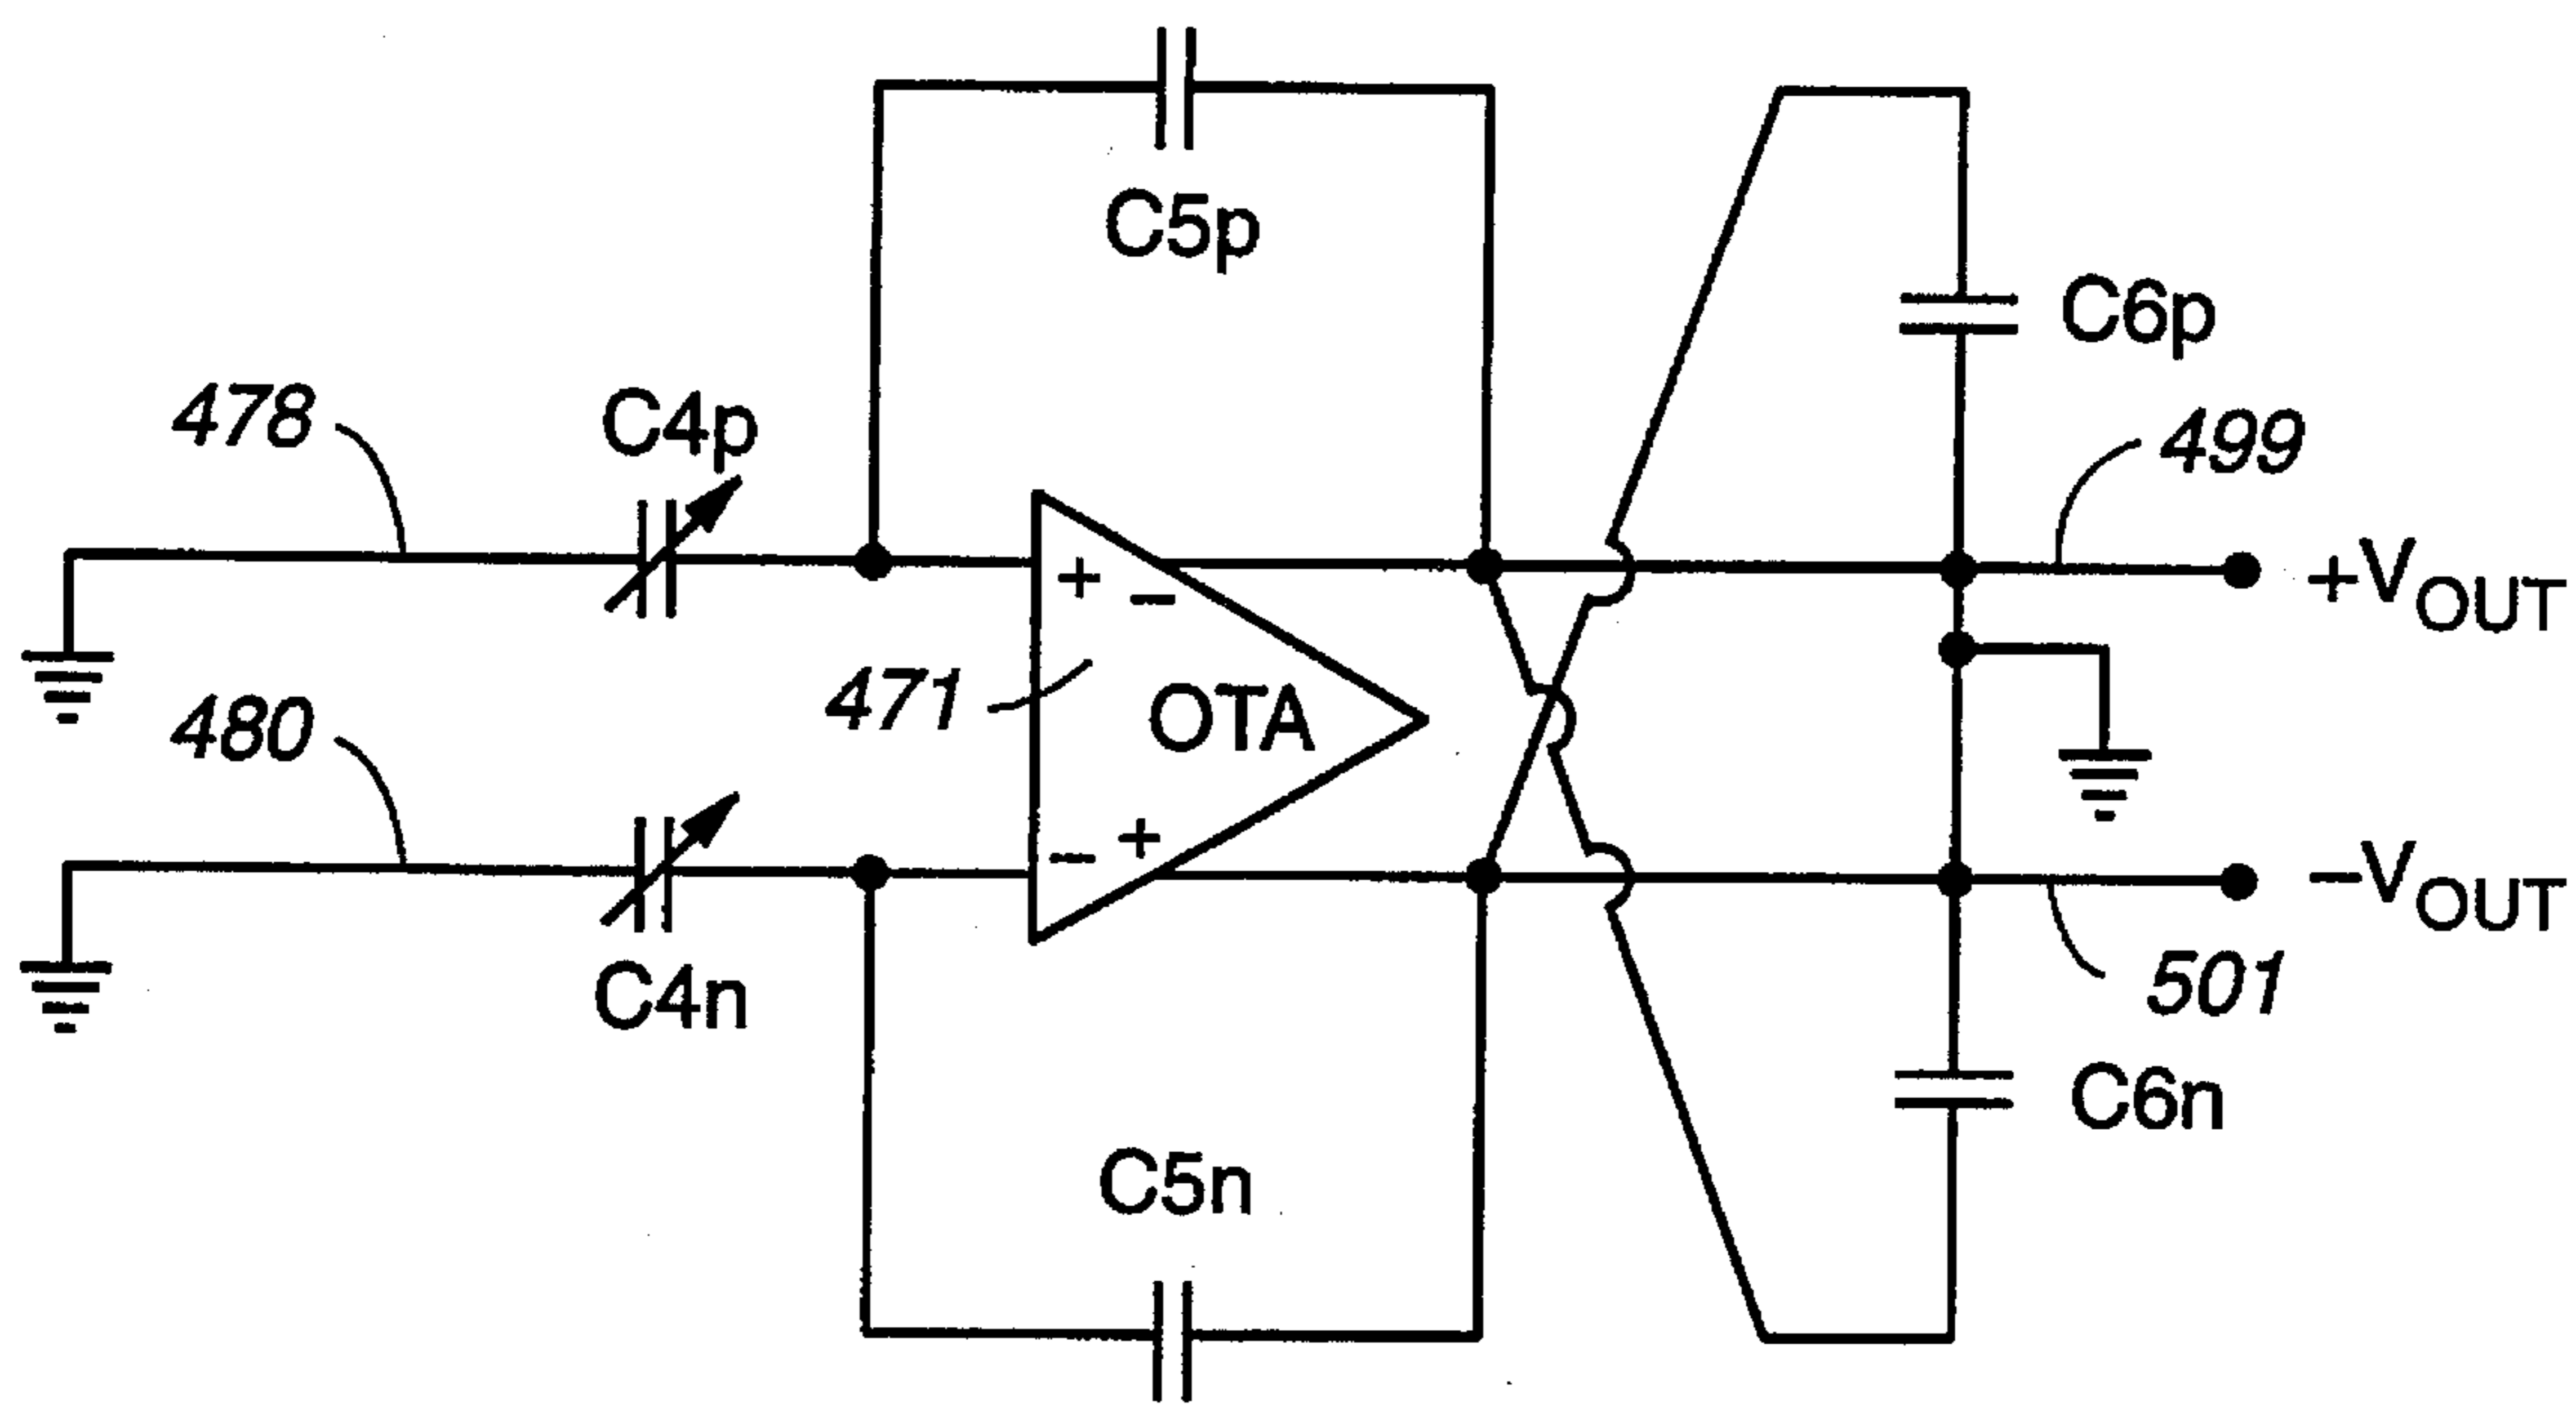 C5p
C6p
478
C4p
499
+ −
+VOUT
471
OTA
480
− +
−VOUT
C4n
501
C6n
C5n